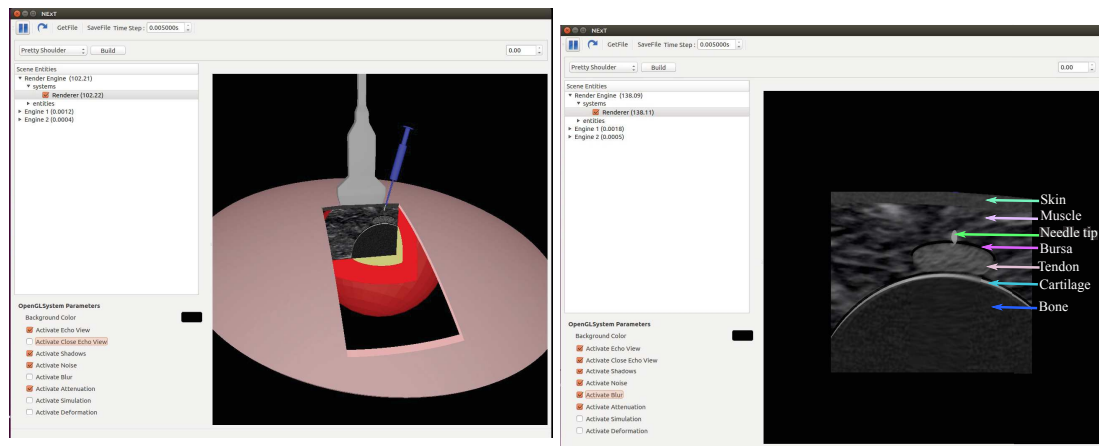 NExT
GetFile SaveFile Time Step : 0.005000s
Pretty Shoulder Build 0.00
Scene Entities
Render Engine (102.21)
systems
Renderer (102.22)
entities
Engine 1 (0.0012)
Engine 2 (0.0004)
OpenGLSystem Parameters
Background Color
Activate Echo View
Activate Close Echo View
Activate Shadows
Activate Noise
Activate Blur
Activate Attenuation
Activate Simulation
Activate Deformation
NExT
GetFile SaveFile Time Step : 0.005000s
Pretty Shoulder Build 0.00
Scene Entities
Render Engine (138.09)
systems
Renderer (138.11)
entities
Engine 1 (0.0018)
Engine 2 (0.0005)
Skin
Muscle
Needle tip
Bursa
Tendon
Cartilage
Bone
OpenGLSystem Parameters
Background Color
Activate Echo View
Activate Close Echo View
Activate Shadows
Activate Noise
Activate Blur
Activate Attenuation
Activate Simulation
Activate Deformation